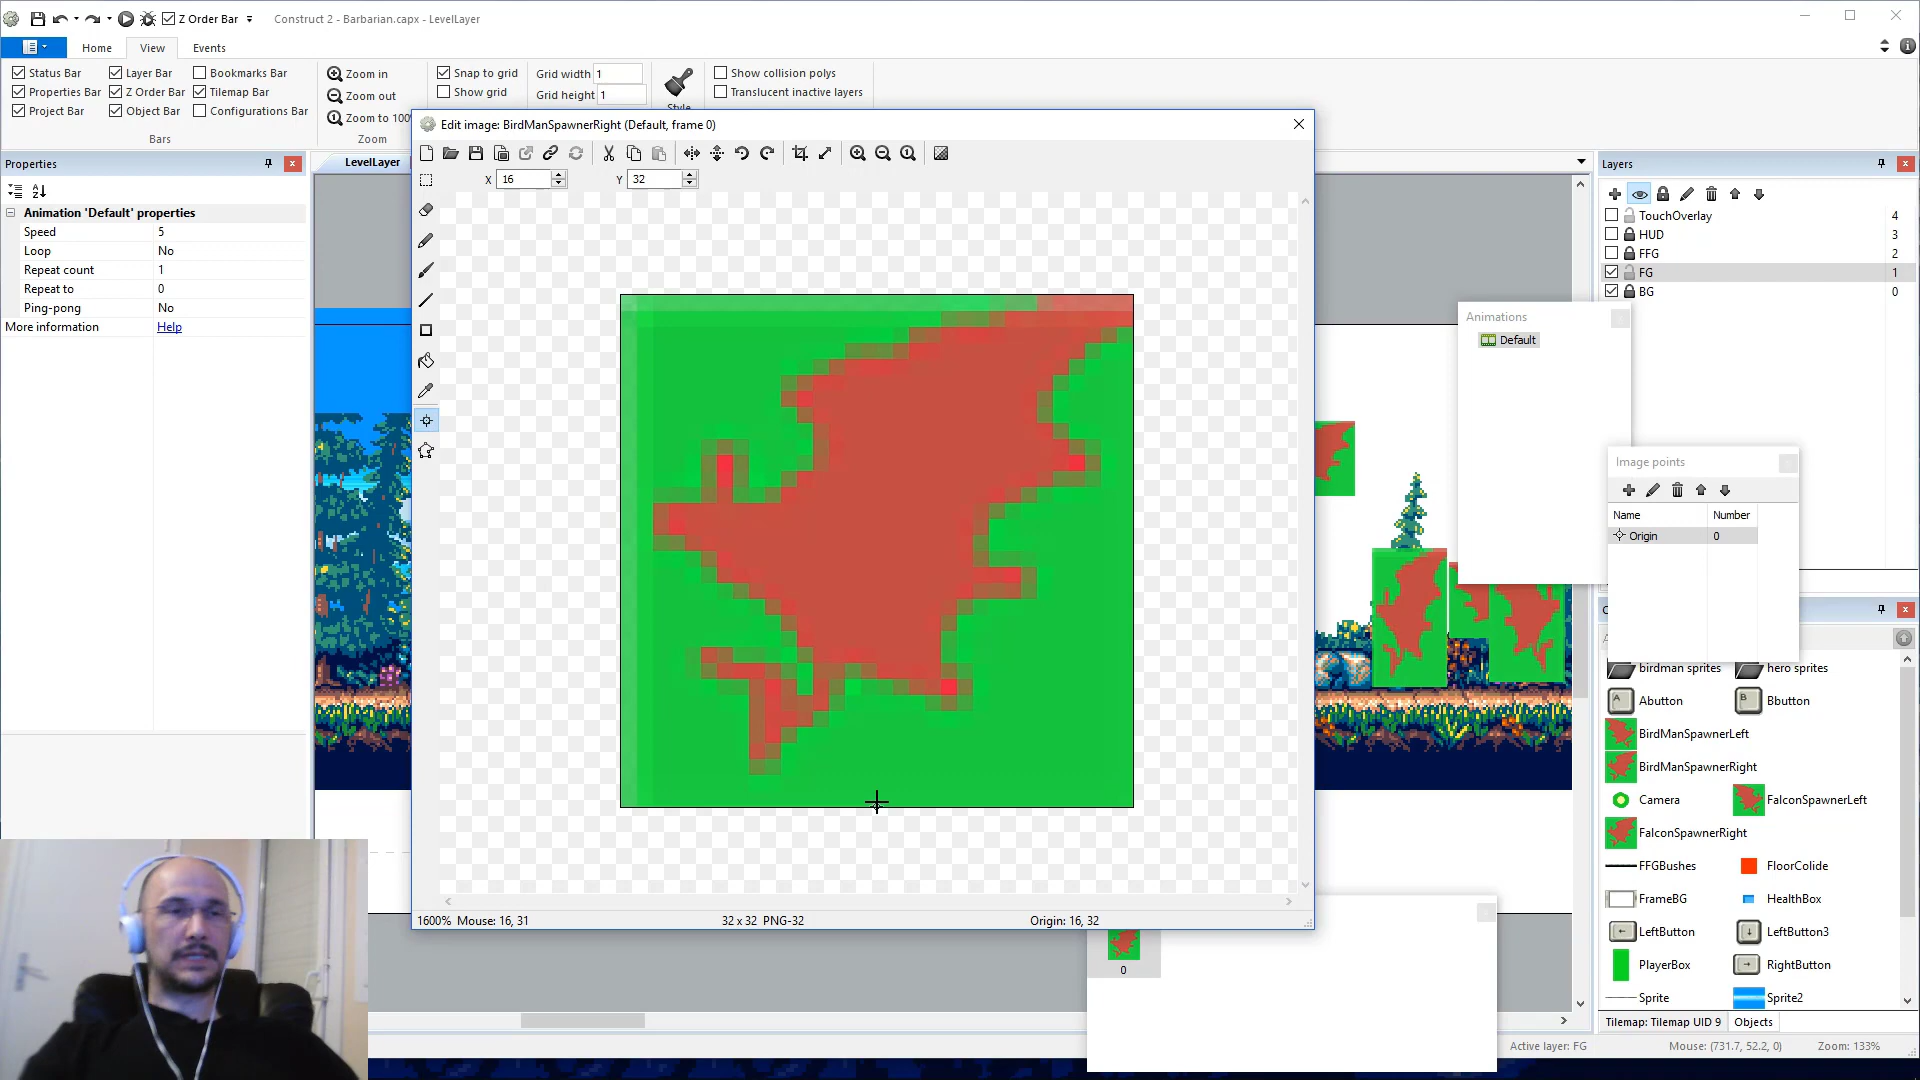 Z Order Bar
Construct 2 - Barbarian.capx - LevelLayer
Home
View
Events
Status Bar
Layer Bar
Bookmarks Bar
Zoom in
Snap to grid
Grid width 1
Show collision polys
Properties Bar
Z Order Bar
Tilemap Bar
Zoom out
Show grid
Grid height 1
Translucent inactive layers
Project Bar
Object Bar
Configurations Bar
Zoom to 100
Style
Bars
Zoom
Edit image: BirdManSpawnerRight (Default, frame 0)
Properties
LevelLayer
Layers
X 16
Y 32
Animation 'Default' properties
Speed 5
Loop No
Repeat count 1
Repeat to 0
Ping-pong No
More information Help
TouchOverlay 4
HUD 3
FFG 2
FG 1
BG 0
Animations
Default
Image points
Name Number
Origin 0
birdman sprites
hero sprites
A
Abutton
B
Bbutton
BirdManSpawnerLeft
BirdManSpawnerRight
Camera
FalconSpawnerLeft
FalconSpawnerRight
FFGBushes
FloorColide
FrameBG
HealthBox
LeftButton
LeftButton3
PlayerBox
RightButton
Sprite
Sprite2
1600% Mouse: 16, 31
32 x 32 PNG-32
Origin: 16, 32
0
Tilemap: Tilemap UID 9
Objects
Active layer: FG
Mouse: (731.7, 52.2, 0)
Zoom: 133%